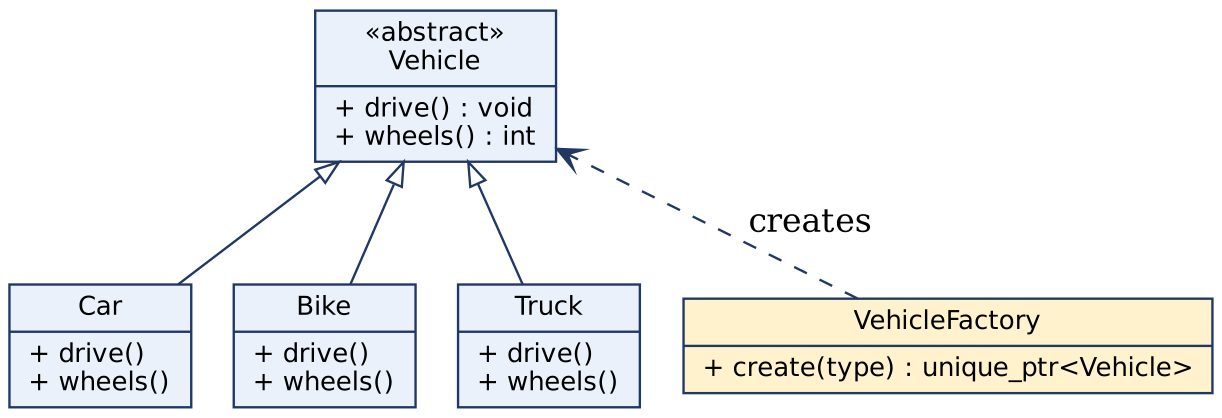 «abstract»
Vehicle
+ drive() : void
+ wheels() : int
creates
Car
+ drive()
+ wheels()
Bike
+ drive()
+ wheels()
Truck
+ drive()
+ wheels()
VehicleFactory
+ create(type) : unique_ptr<Vehicle>